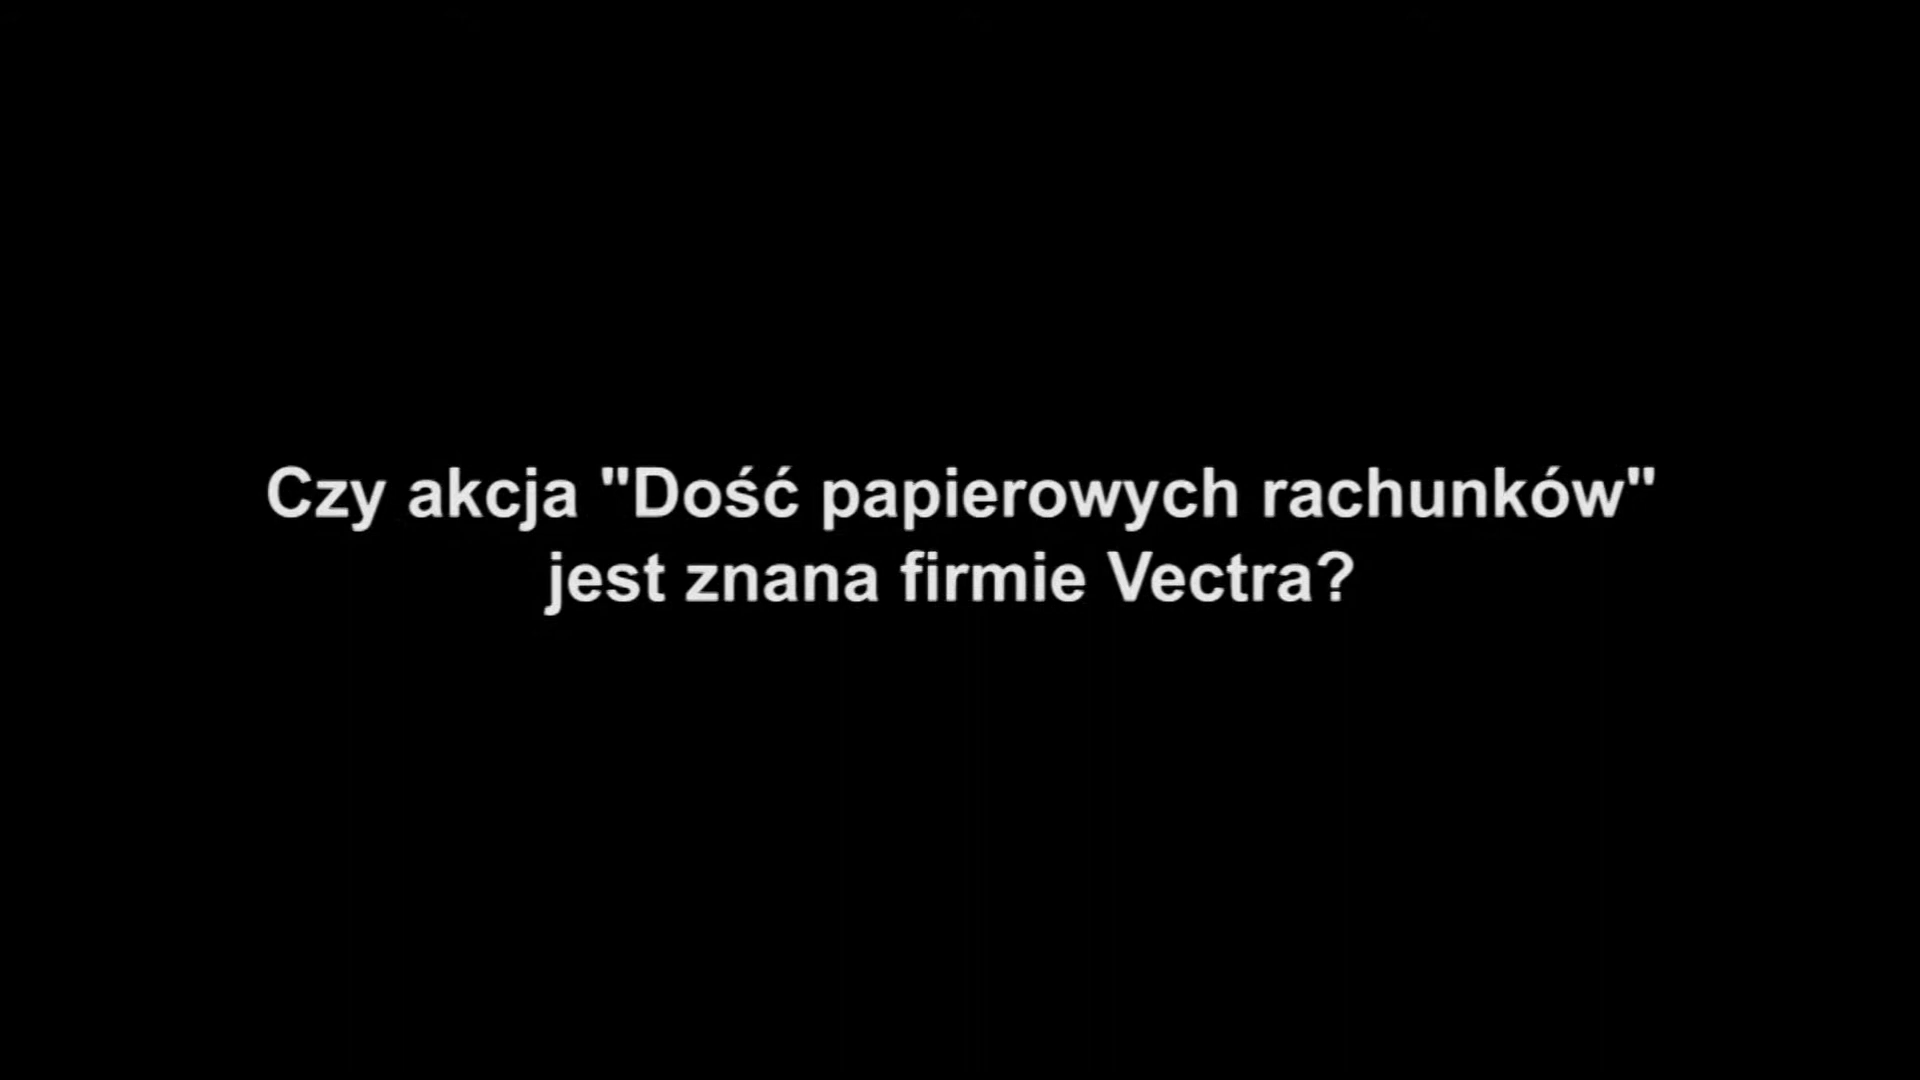 Czy akcja "Dość papierowych rachunków"
jest znana firmie Vectra?